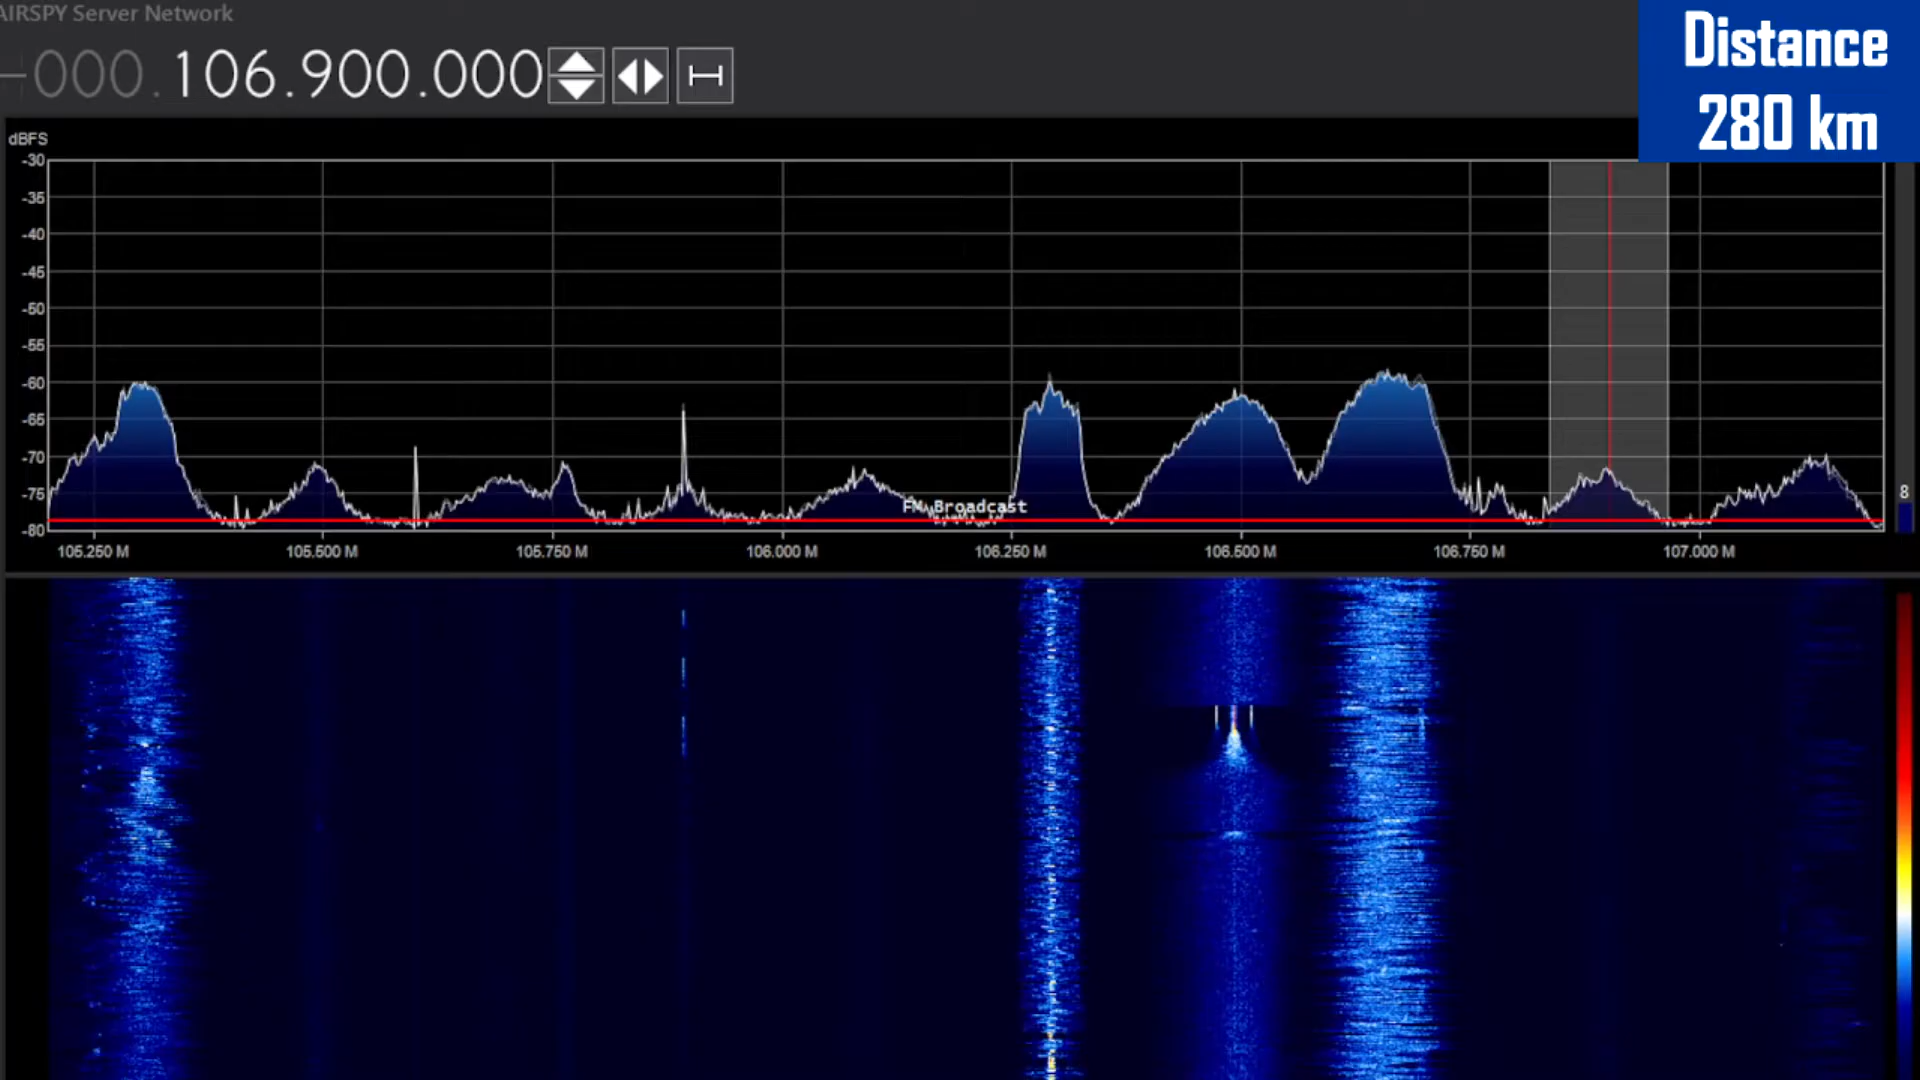 AIRSPY Server Network
000.106.900.000
Distance
280 km
dBFS
-30
-35
-40
-45
-50
-55
-60
-65
-70
-75
-80
8
FM Broadcast
105.250 M 105.500 M 105.750 M 106.000 M 106.250 M 106.500 M 106.750 M 107.000 M